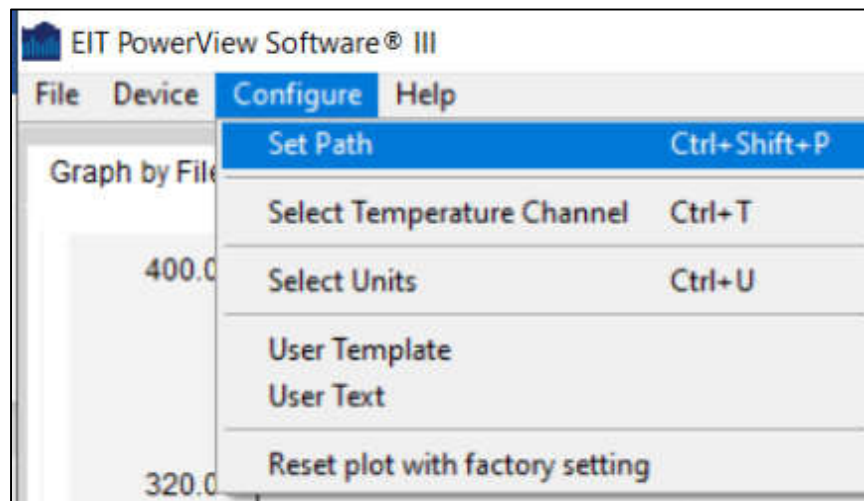 EIT PowerView Software® III
File Device Configure Help
Set Path Ctrl+Shift+P
Graph by File
Select Temperature Channel Ctrl+T
400.0
Select Units Ctrl+U
User Template
User Text
Reset plot with factory setting
320.0